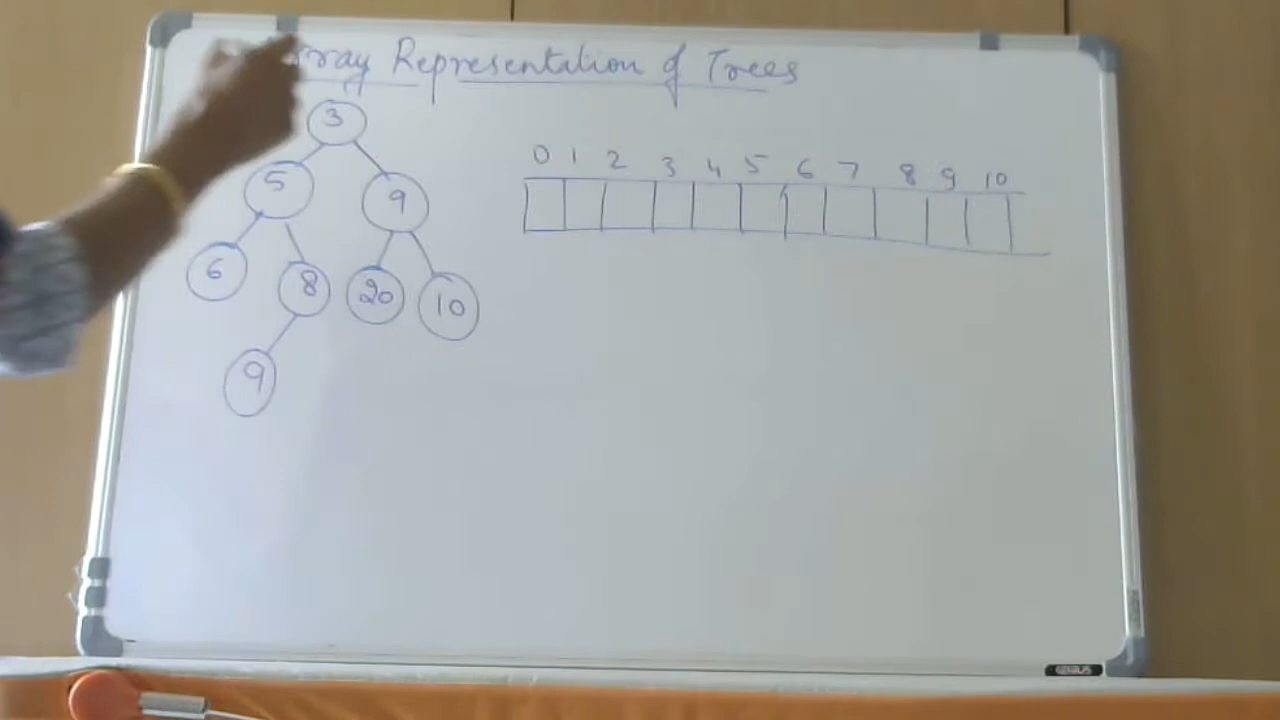 rray Representation of Trees
3
0 1 2 3 4 5 6 7 8 9 10
5 9
6 8 20 10
9